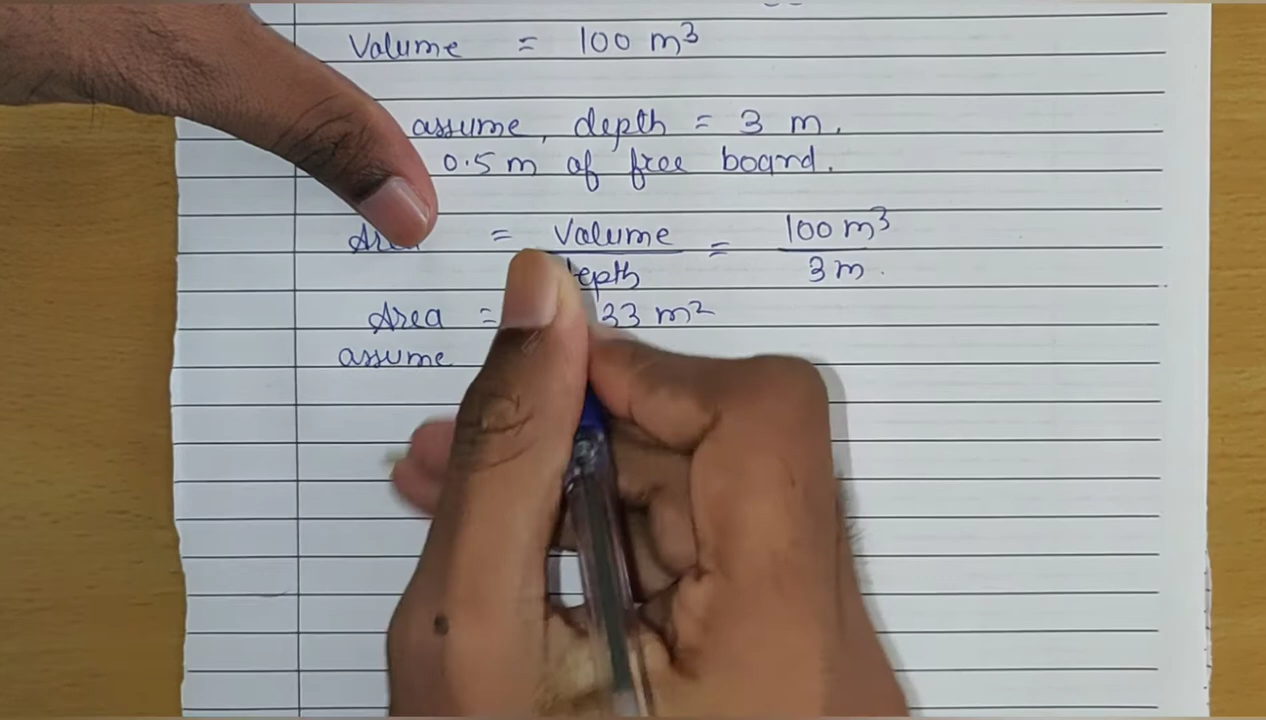 Volume = 100 m³
assume, depth = 3 m.
0.5 m of free board.
= Volume = 100 m³
3 m.
Area = 33 m²
assume